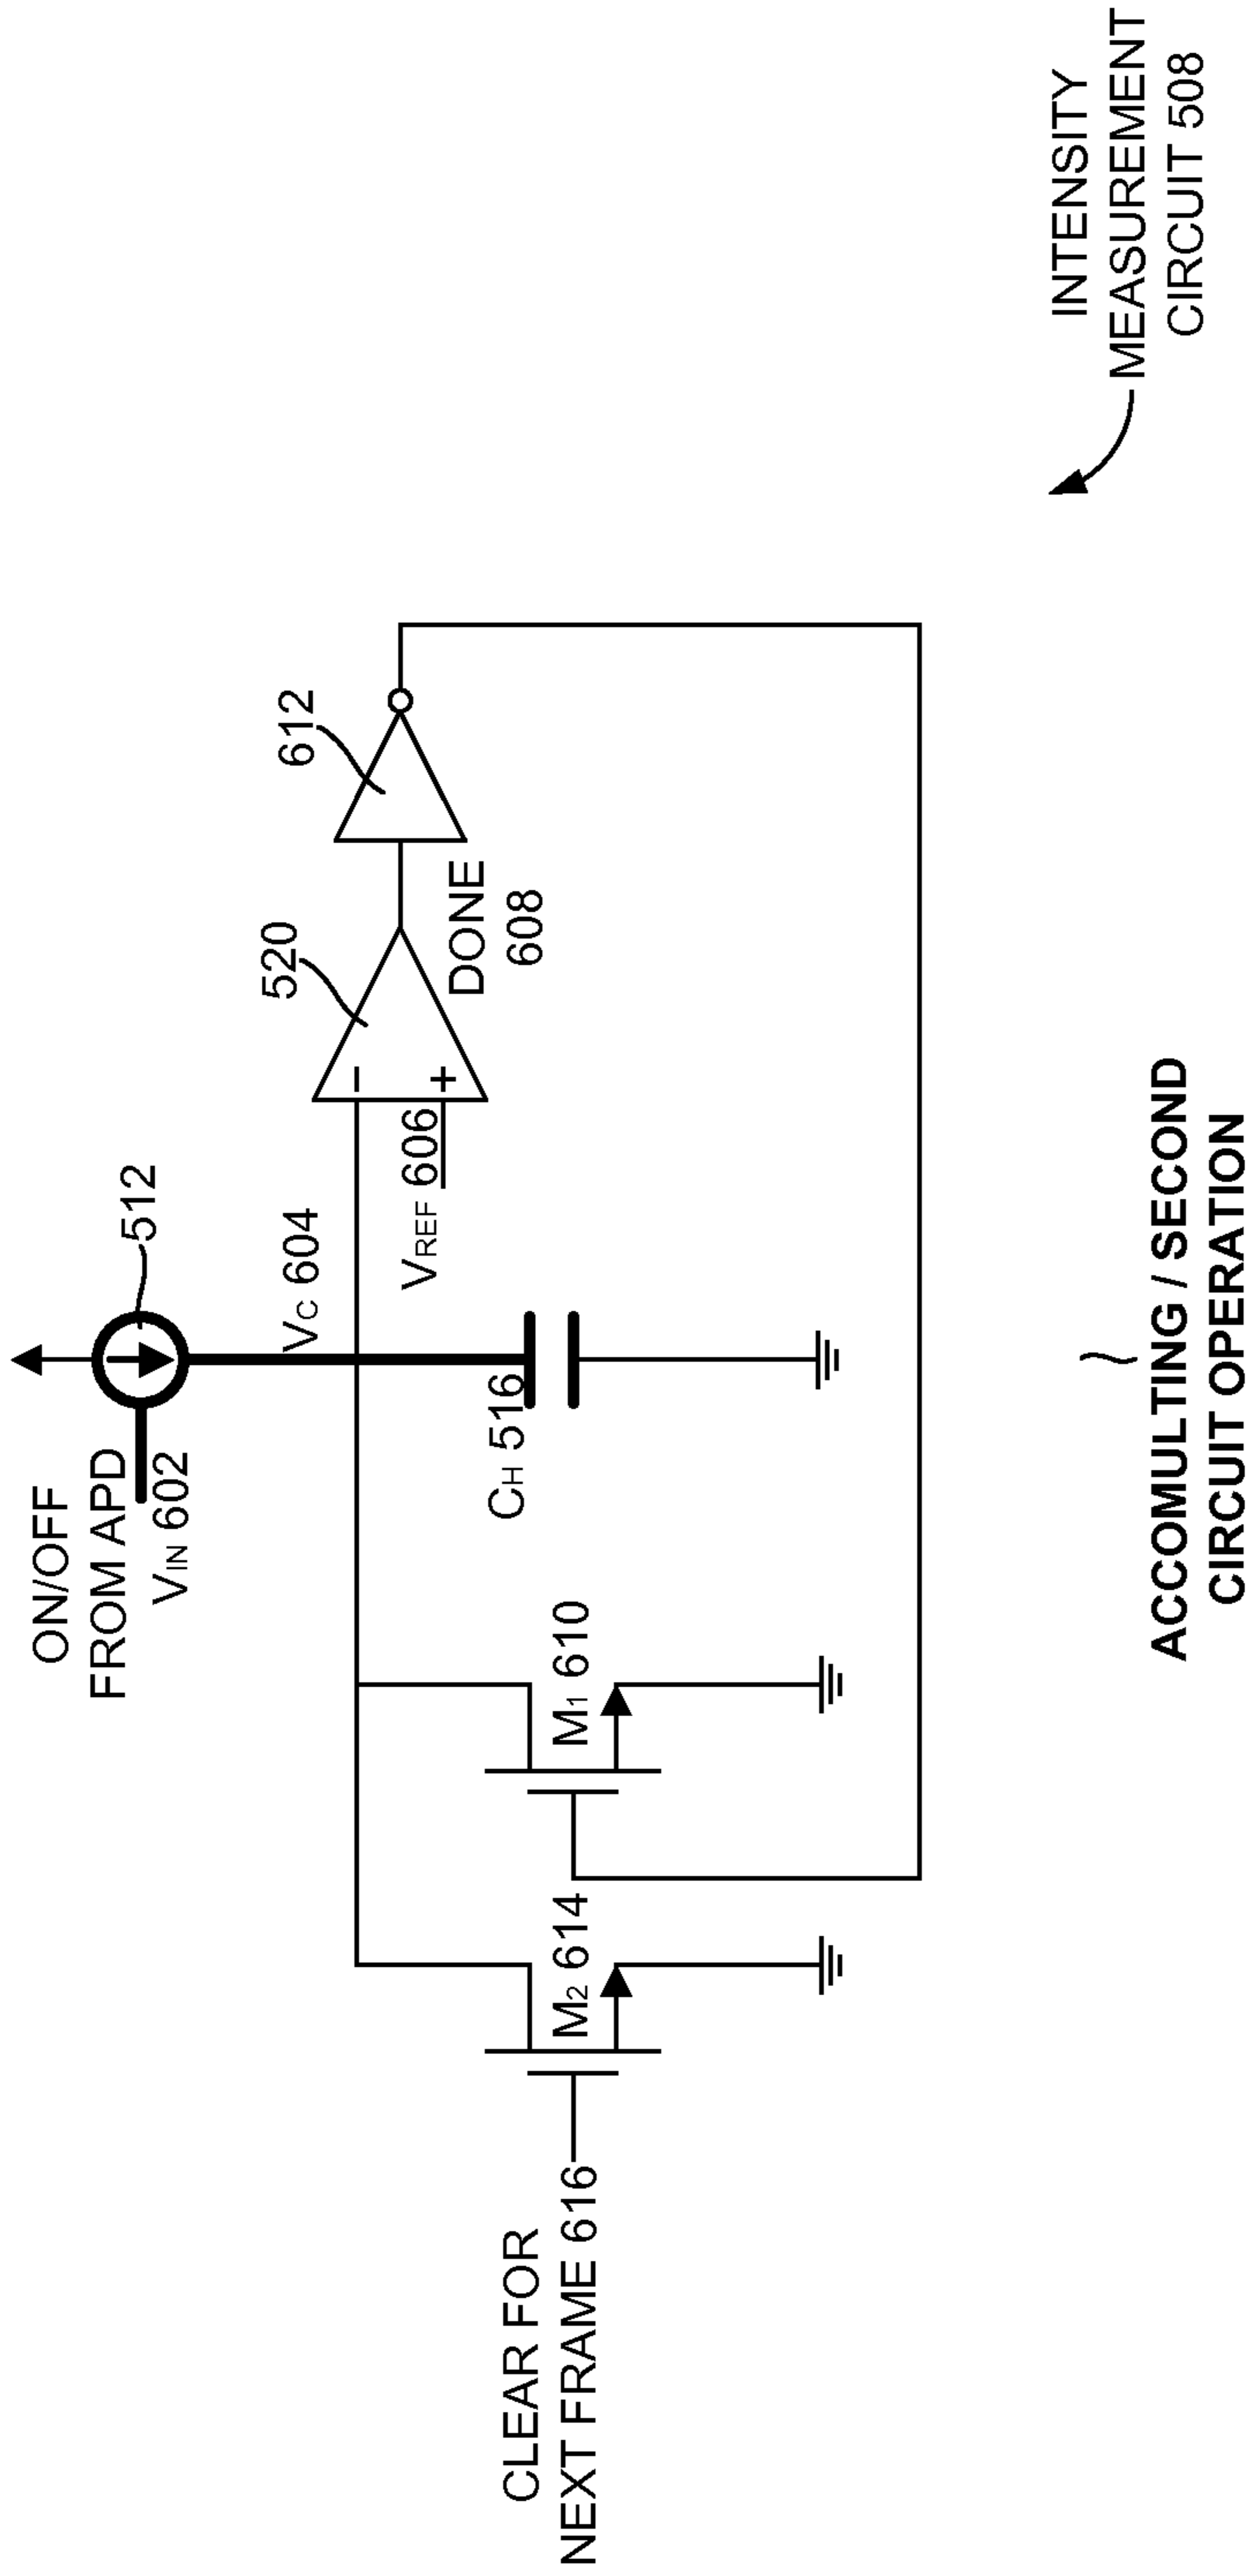 ON/OFF
FROM APD
VIN 602
512
VC 604
VREF 606
520
DONE
608
612
CH 516
M1 610
M2 614
CLEAR FOR
NEXT FRAME 616
INTENSITY
MEASUREMENT
CIRCUIT 508
ACCOMULTING / SECOND
CIRCUIT OPERATION